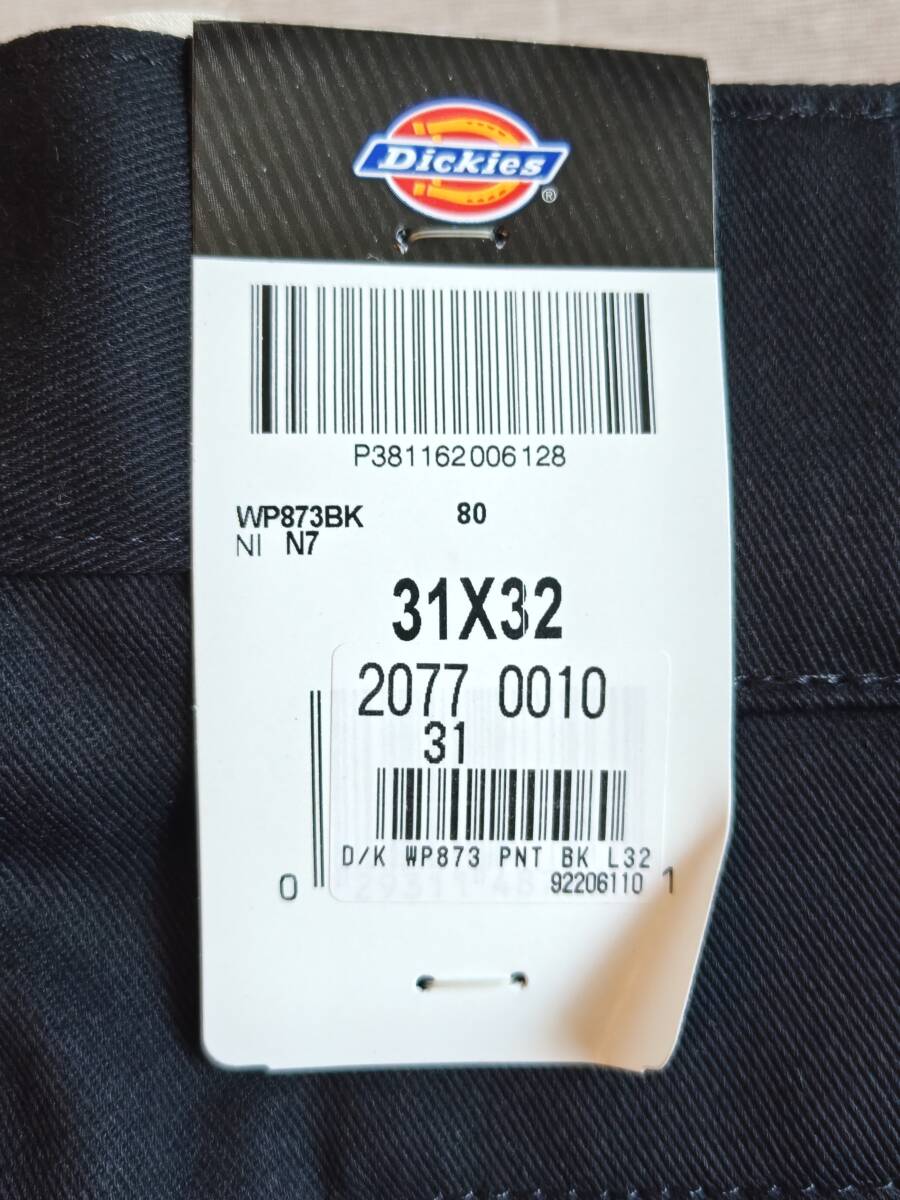 Dickies
®
P381162006128
WP873BK 80
NI N7
31X32
2077 0010
31
D/K WP873 PNT BK L32
0 92206110 1